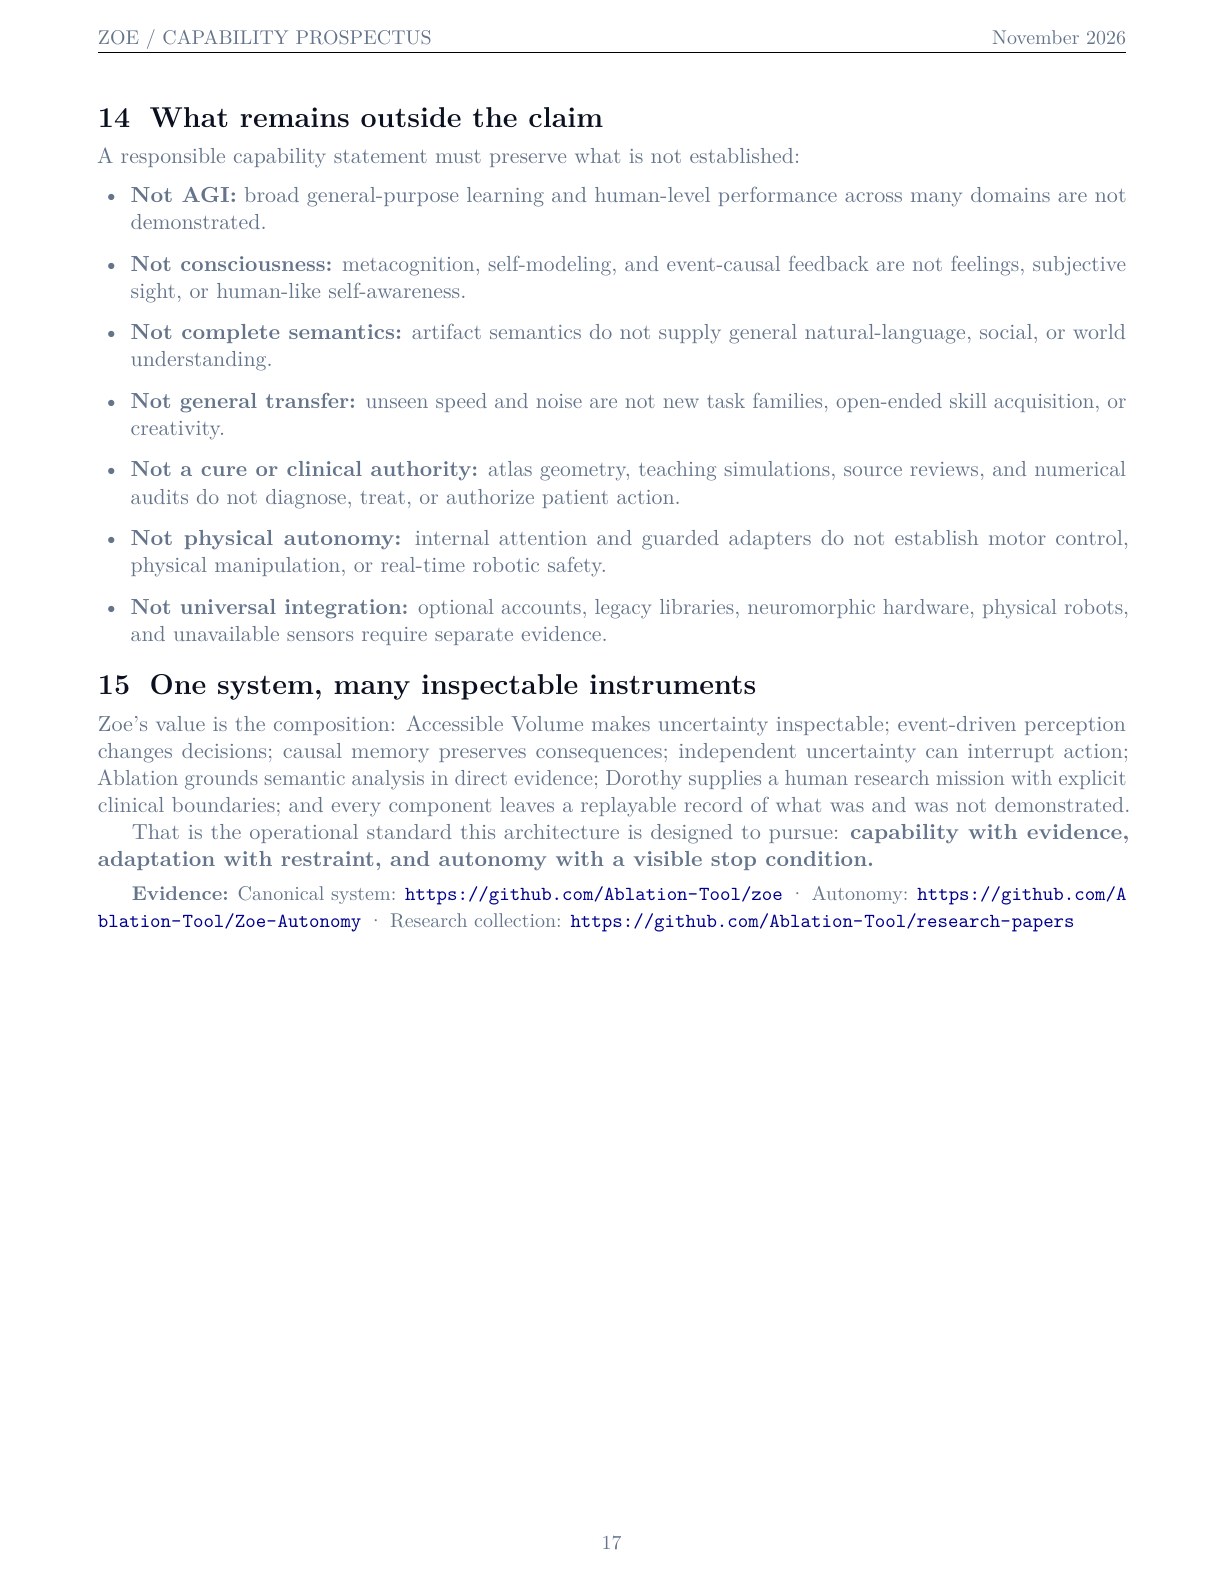 ZOE / CAPABILITY PROSPECTUS
November 2026
14 What remains outside the claim
A responsible capability statement must preserve what is not established:
• Not AGI: broad general-purpose learning and human-level performance across many domains are not
demonstrated.
• Not consciousness: metacognition, self-modeling, and event-causal feedback are not feelings, subjective
sight, or human-like self-awareness.
• Not complete semantics: artifact semantics do not supply general natural-language, social, or world
understanding.
• Not general transfer: unseen speed and noise are not new task families, open-ended skill acquisition, or
creativity.
• Not a cure or clinical authority: atlas geometry, teaching simulations, source reviews, and numerical
audits do not diagnose, treat, or authorize patient action.
• Not physical autonomy: internal attention and guarded adapters do not establish motor control,
physical manipulation, or real-time robotic safety.
• Not universal integration: optional accounts, legacy libraries, neuromorphic hardware, physical robots,
and unavailable sensors require separate evidence.
15 One system, many inspectable instruments
Zoe's value is the composition: Accessible Volume makes uncertainty inspectable; event-driven perception
changes decisions; causal memory preserves consequences; independent uncertainty can interrupt action;
Ablation grounds semantic analysis in direct evidence; Dorothy supplies a human research mission with explicit
clinical boundaries; and every component leaves a replayable record of what was and was not demonstrated.
That is the operational standard this architecture is designed to pursue: capability with evidence,
adaptation with restraint, and autonomy with a visible stop condition.
Evidence: Canonical system: https://github.com/Ablation-Tool/zoe · Autonomy: https://github.com/A
blation-Tool/Zoe-Autonomy · Research collection: https://github.com/Ablation-Tool/research-papers
17